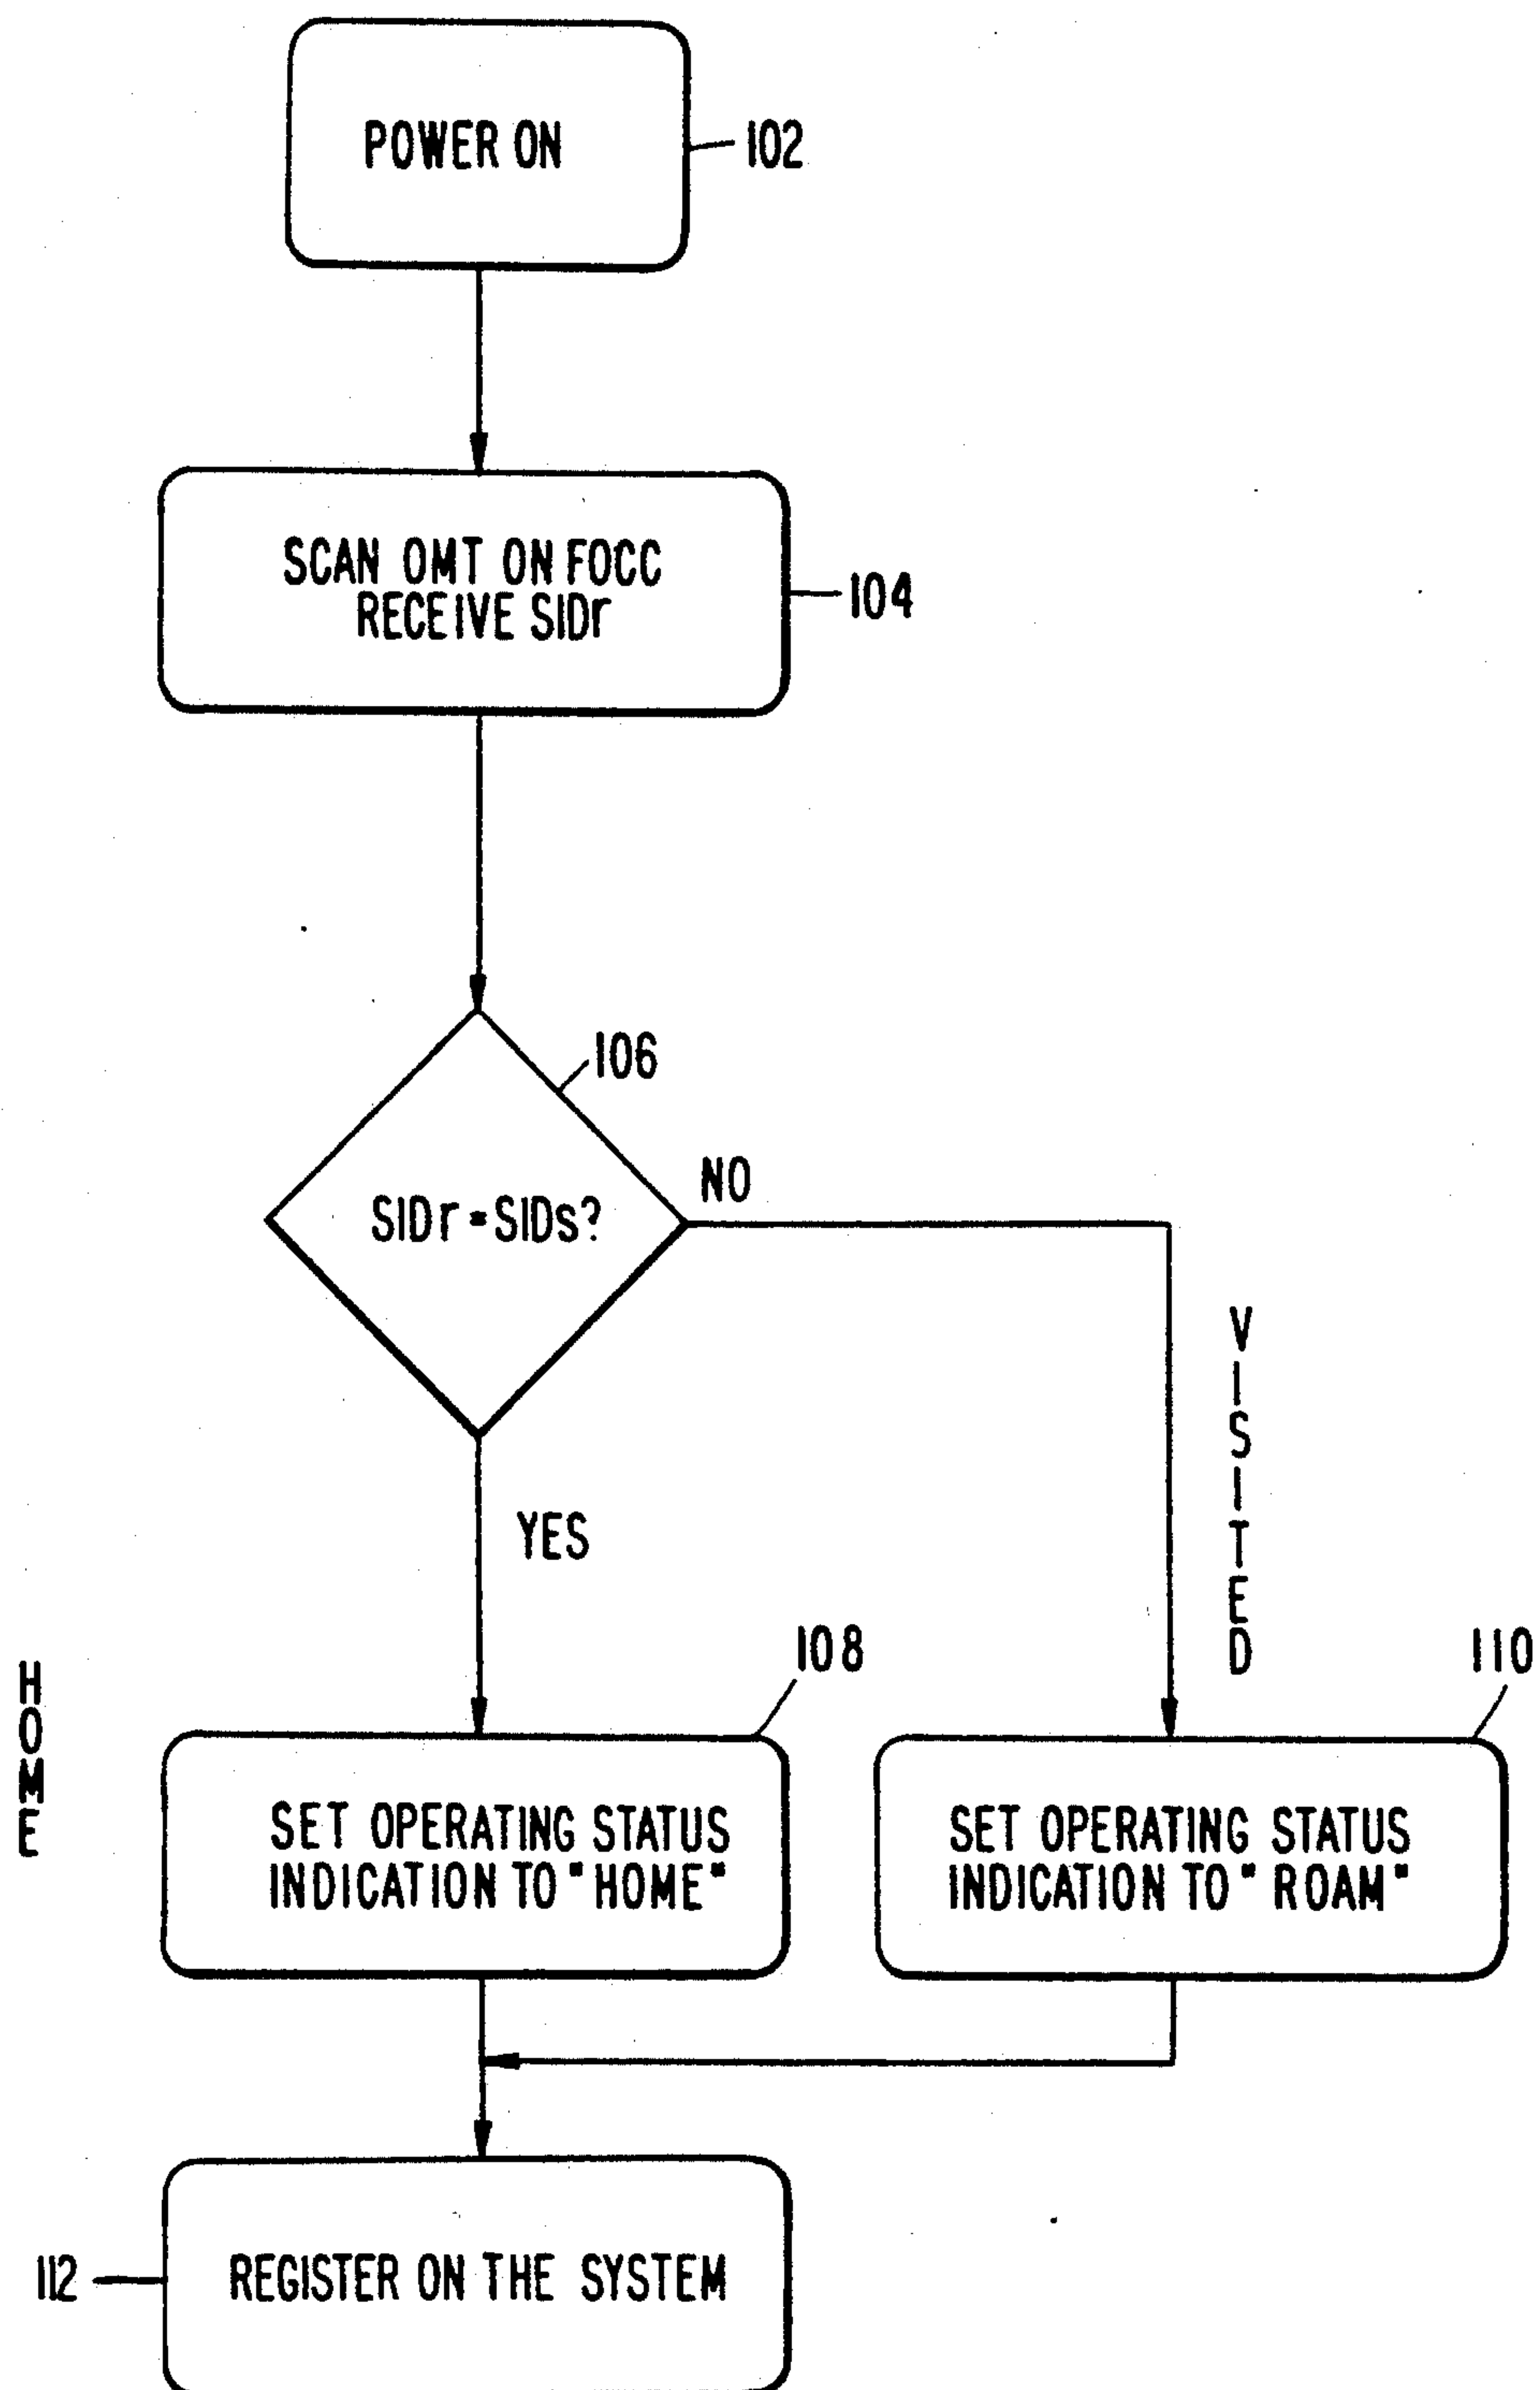 POWER ON
102
SCAN OMT ON FOCC
RECEIVE SIDr
104
106
SIDr=SIDs?
NO
YES
VISITED
HOME
108
110
SET OPERATING STATUS
INDICATION TO "HOME"
SET OPERATING STATUS
INDICATION TO "ROAM"
112
REGISTER ON THE SYSTEM